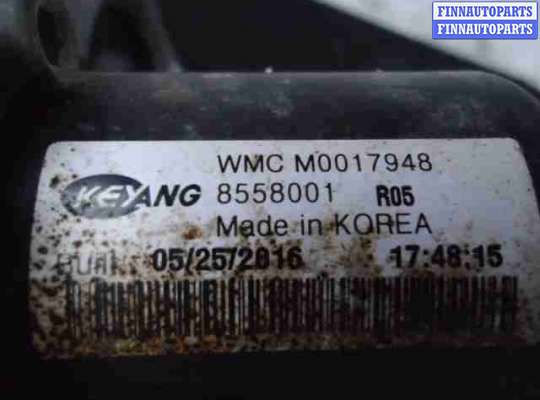 FINNAUTOPARTS
FINNAUTOPARTS
WMC M0017948
KEYANG 8558001 R05
Made in KOREA
05/25/2016 17:48:15